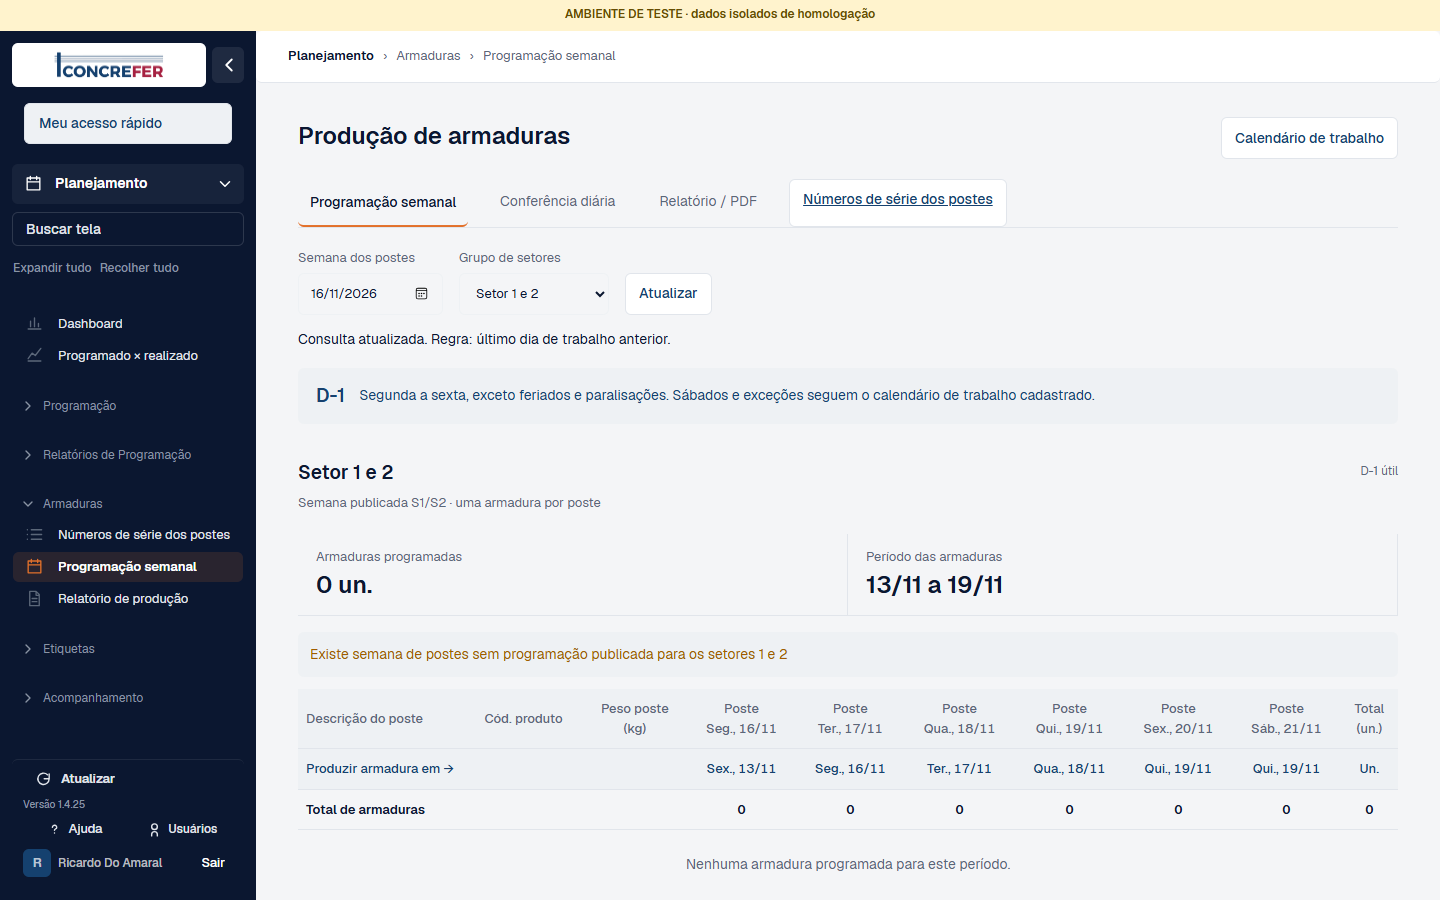 AMBIENTE DE TESTE · dados isolados de homologação
CONCREFER
Meu acesso rápido
Planejamento
Buscar tela
Expandir tudo Recolher tudo
Dashboard
Programado × realizado
Programação
Relatórios de Programação
Armaduras
Números de série dos postes
Programação semanal
Relatório de produção
Etiquetas
Acompanhamento
Atualizar
Versão 1.4.25
? Ajuda Usuários
R Ricardo Do Amaral Sair
Planejamento › Armaduras › Programação semanal
Produção de armaduras
Calendário de trabalho
Programação semanal Conferência diária Relatório / PDF Números de série dos postes
Semana dos postes Grupo de setores
16/11/2026 Setor 1 e 2 Atualizar
Consulta atualizada. Regra: último dia de trabalho anterior.
D-1 Segunda a sexta, exceto feriados e paralisações. Sábados e exceções seguem o calendário de trabalho cadastrado.
Setor 1 e 2 D-1 útil
Semana publicada S1/S2 · uma armadura por poste
Armaduras programadas Período das armaduras
0 un. 13/11 a 19/11
Existe semana de postes sem programação publicada para os setores 1 e 2
Descrição do poste Cód. produto Peso poste (kg) Poste Seg., 16/11 Poste Ter., 17/11 Poste Qua., 18/11 Poste Qui., 19/11 Poste Sex., 20/11 Poste Sáb., 21/11 Total (un.)
Produzir armadura em → Sex., 13/11 Seg., 16/11 Ter., 17/11 Qua., 18/11 Qui., 19/11 Qui., 19/11 Un.
Total de armaduras 0 0 0 0 0 0 0
Nenhuma armadura programada para este período.